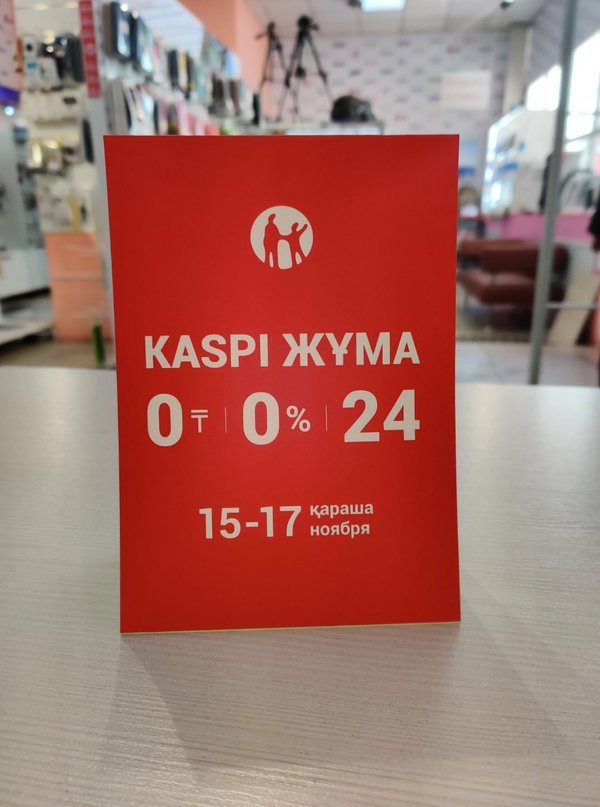 KASPI ЖҰМА
0 ₸ | 0 % | 24
15-17 қараша
ноября